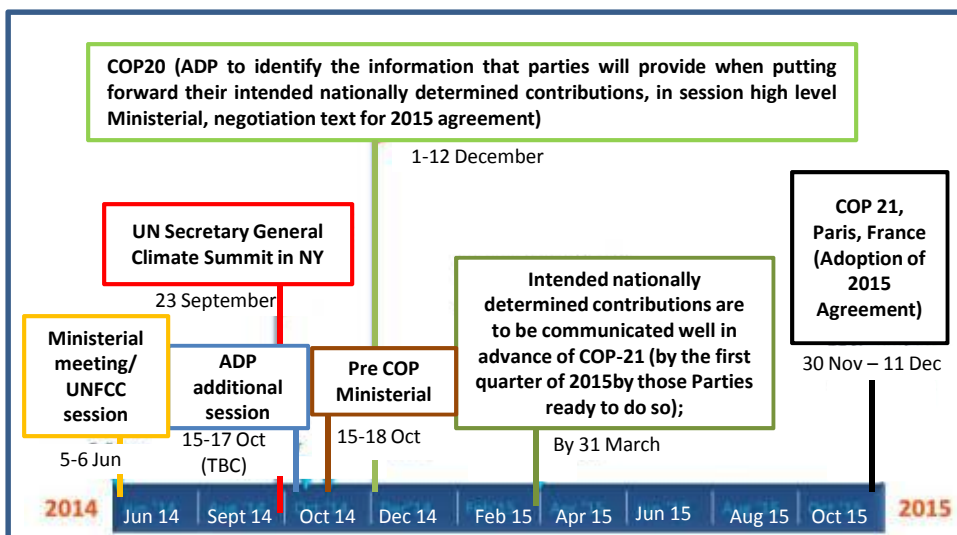 COP20 (ADP to identify the information that parties will provide when putting
forward their intended nationally determined contributions, in session high level
Ministerial, negotiation text for 2015 agreement)
1-12 December
UN Secretary General
Climate Summit in NY
23 September
COP 21,
Paris, France
(Adoption of
2015
Agreement)
30 Nov – 11 Dec
Ministerial
meeting/
UNFCC
session
5-6 Jun
ADP
additional
session
15-17 Oct
(TBC)
Pre COP
Ministerial
15-18 Oct
Intended nationally
determined contributions are
to be communicated well in
advance of COP-21 (by the first
quarter of 2015by those Parties
ready to do so);
By 31 March
2014
Jun 14
Sept 14
Oct 14
Dec 14
Feb 15
Apr 15
Jun 15
Aug 15
Oct 15
2015